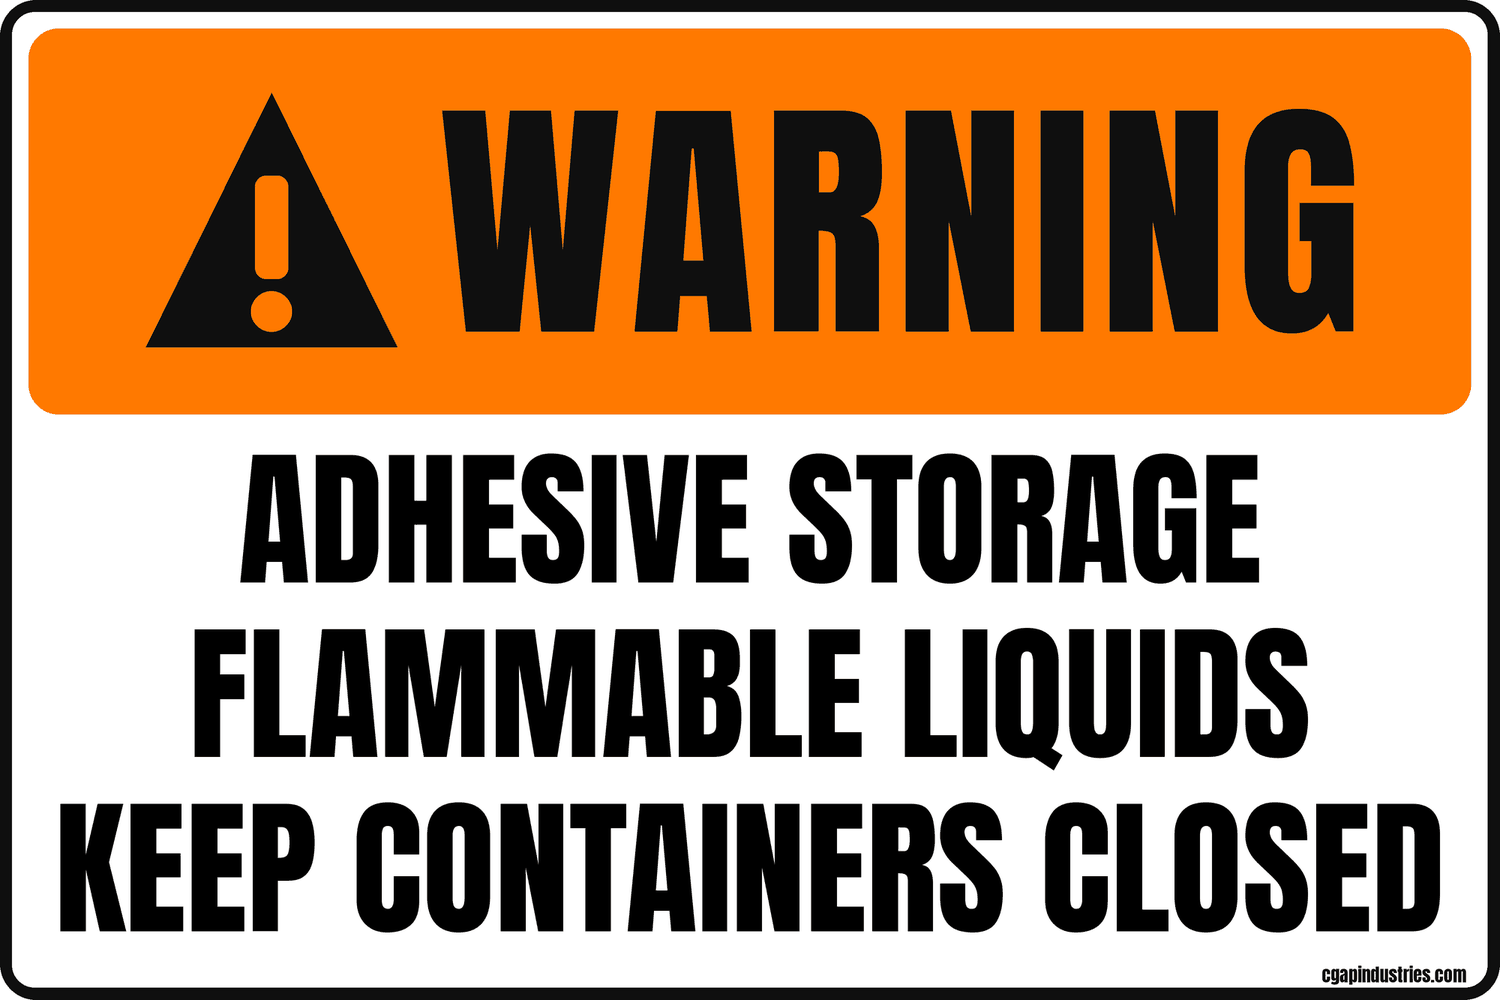 WARNING
ADHESIVE STORAGE
FLAMMABLE LIQUIDS
KEEP CONTAINERS CLOSED
cgapindustries.com